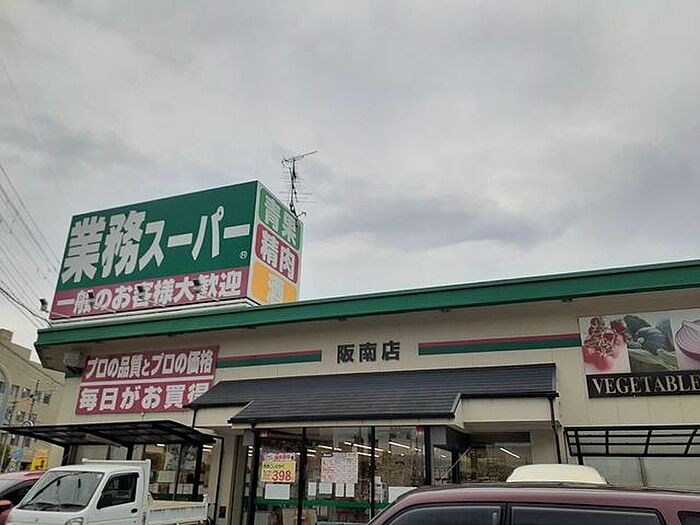 業務スーパー
一般のお客様大歓迎
青果
精肉
酒
阪南店
プロの品質とプロの価格
毎日がお買得
VEGETABLE
398